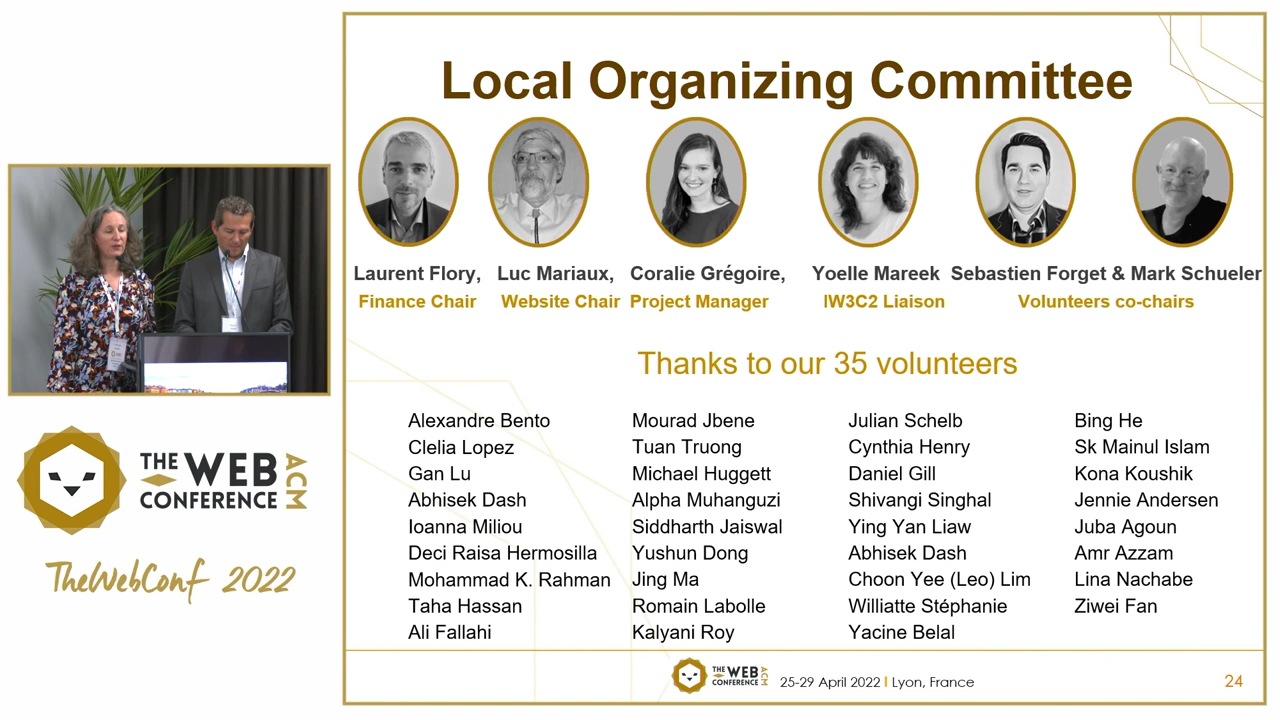 Local Organizing Committee
Laurent Flory, Luc Mariaux, Coralie Grégoire, Yoelle Mareek Sebastien Forget & Mark Schueler
Finance Chair Website Chair Project Manager IW3C2 Liaison Volunteers co-chairs
Thanks to our 35 volunteers
Alexandre Bento Mourad Jbene Julian Schelb Bing He
Clelia Lopez Tuan Truong Cynthia Henry Sk Mainul Islam
Gan Lu Michael Huggett Daniel Gill Kona Koushik
Abhisek Dash Alpha Muhanguzi Shivangi Singhal Jennie Andersen
Ioanna Miliou Siddharth Jaiswal Ying Yan Liaw Juba Agoun
Deci Raisa Hermosilla Yushun Dong Abhisek Dash Amr Azzam
Mohammad K. Rahman Jing Ma Choon Yee (Leo) Lim Lina Nachabe
Taha Hassan Romain Labolle Williatte Stéphanie Ziwei Fan
Ali Fallahi Kalyani Roy Yacine Belal
THE WEB
CONFERENCE
ACM
25-29 April 2022 I Lyon, France
24
THE WEB
CONFERENCE
ACM
TheWebConf 2022